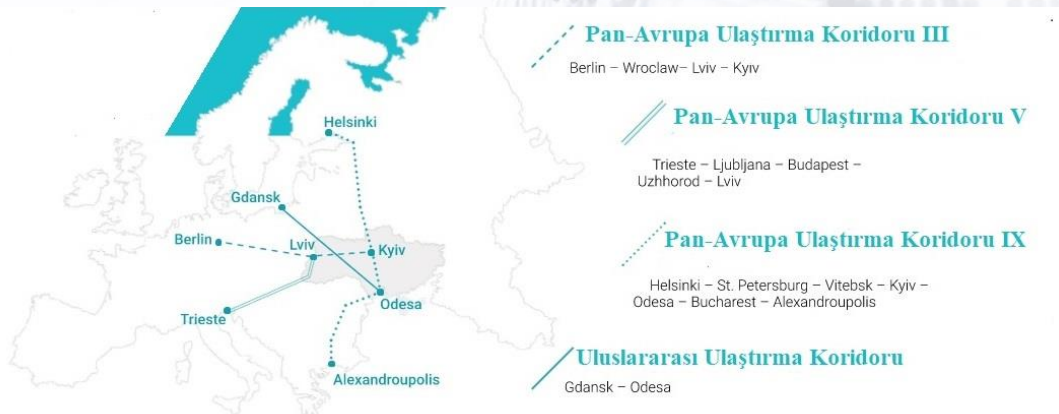 Helsinki
Gdansk
Berlin
Lviv
Kyiv
Odesa
Trieste
Alexandroupolis
Pan-Avrupa Ulaştırma Koridoru III
Berlin – Wroclaw– Lviv – Kyıv
Pan-Avrupa Ulaştırma Koridoru V
Trieste – Ljubljana – Budapest –
Uzhhorod – Lviv
Pan-Avrupa Ulaştırma Koridoru IX
Helsinki – St. Petersburg – Vitebsk – Kyiv –
Odesa – Bucharest – Alexandroupolis
Uluslararası Ulaştırma Koridoru
Gdansk – Odesa